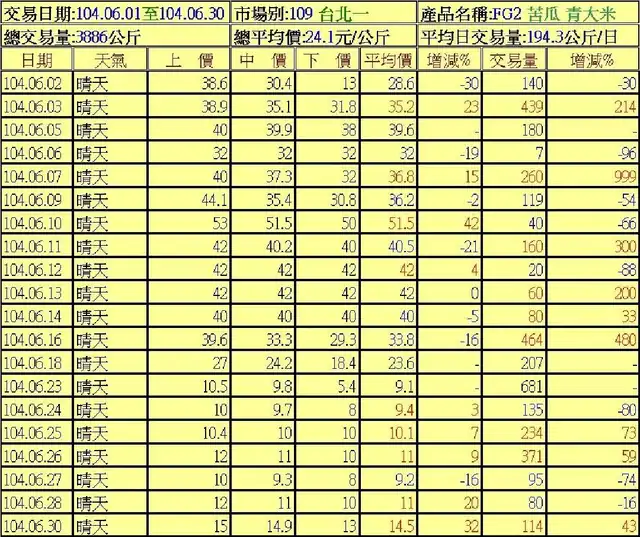 交易日期:104.06.01至104.06.30 市場別:109 台北一 產品名稱:FG2 苦瓜 青大米
總交易量:3886公斤 總平均價:24.1元/公斤 平均日交易量:194.3公斤/日
日期 天氣 上 價 中 價 下 價 平均價 增減% 交易量 增減%
104.06.02 晴天 38.6 30.4 13 28.6 -30 140 -30
104.06.03 晴天 38.9 35.1 31.8 35.2 23 439 214
104.06.05 晴天 40 39.9 38 39.6 - 180 -
104.06.06 晴天 32 32 32 32 -19 7 -96
104.06.07 晴天 40 37.3 32 36.8 15 260 999
104.06.09 晴天 44.1 35.4 30.8 36.2 -2 119 -54
104.06.10 晴天 53 51.5 50 51.5 42 40 -66
104.06.11 晴天 42 40.2 40 40.5 -21 160 300
104.06.12 晴天 42 42 42 42 4 20 -88
104.06.13 晴天 42 42 42 42 0 60 200
104.06.14 晴天 40 40 40 40 -5 80 33
104.06.16 晴天 39.6 33.3 29.3 33.8 -16 464 480
104.06.18 晴天 27 24.2 18.4 23.6 - 207 -
104.06.23 晴天 10.5 9.8 5.4 9.1 - 681 -
104.06.24 晴天 10 9.7 8 9.4 3 135 -80
104.06.25 晴天 10.4 10 10 10.1 7 234 73
104.06.26 晴天 12 11 10 11 9 371 59
104.06.27 晴天 10 9.3 8 9.2 -16 95 -74
104.06.28 晴天 12 11 10 11 20 80 -16
104.06.30 晴天 15 14.9 13 14.5 32 114 43